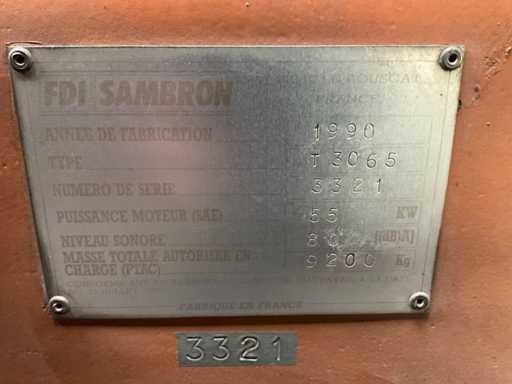 FDI SAMBRON
FRANCE
ANNEE DE FABRICATION 1990
TYPE T 3065
NUMERO DE SERIE 3321
PUISSANCE MOTEUR (SAE) 55 KW
NIVEAU SONORE 80 (dB\A)
MASSE TOTALE AUTORISEE EN
CHARGE (PTAC) 9200 Kg
FABRIQUE EN FRANCE
3321